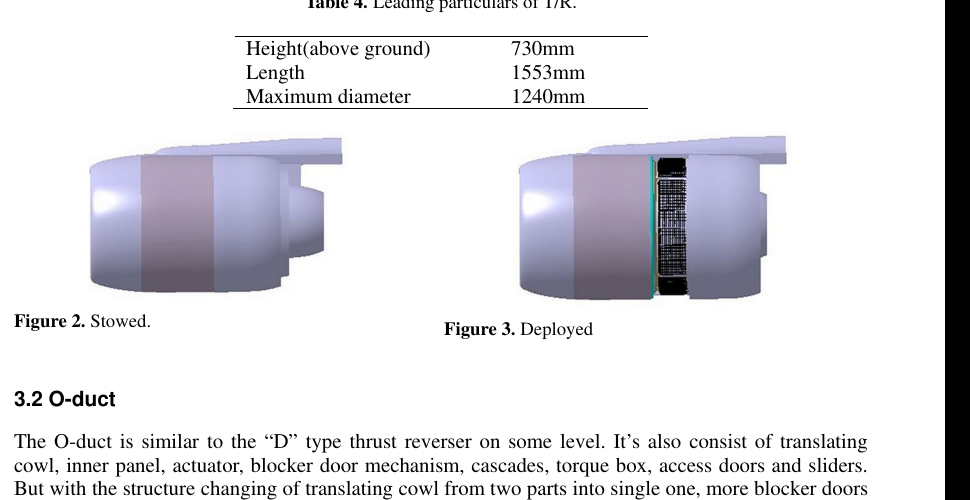 Table 4. Leading particulars of T/R.
Height(above ground) 730mm
Length 1553mm
Maximum diameter 1240mm
Figure 2. Stowed.
Figure 3. Deployed
3.2 O-duct
The O-duct is similar to the “D” type thrust reverser on some level. It’s also consist of translating
cowl, inner panel, actuator, blocker door mechanism, cascades, torque box, access doors and sliders.
But with the structure changing of translating cowl from two parts into single one, more blocker doors